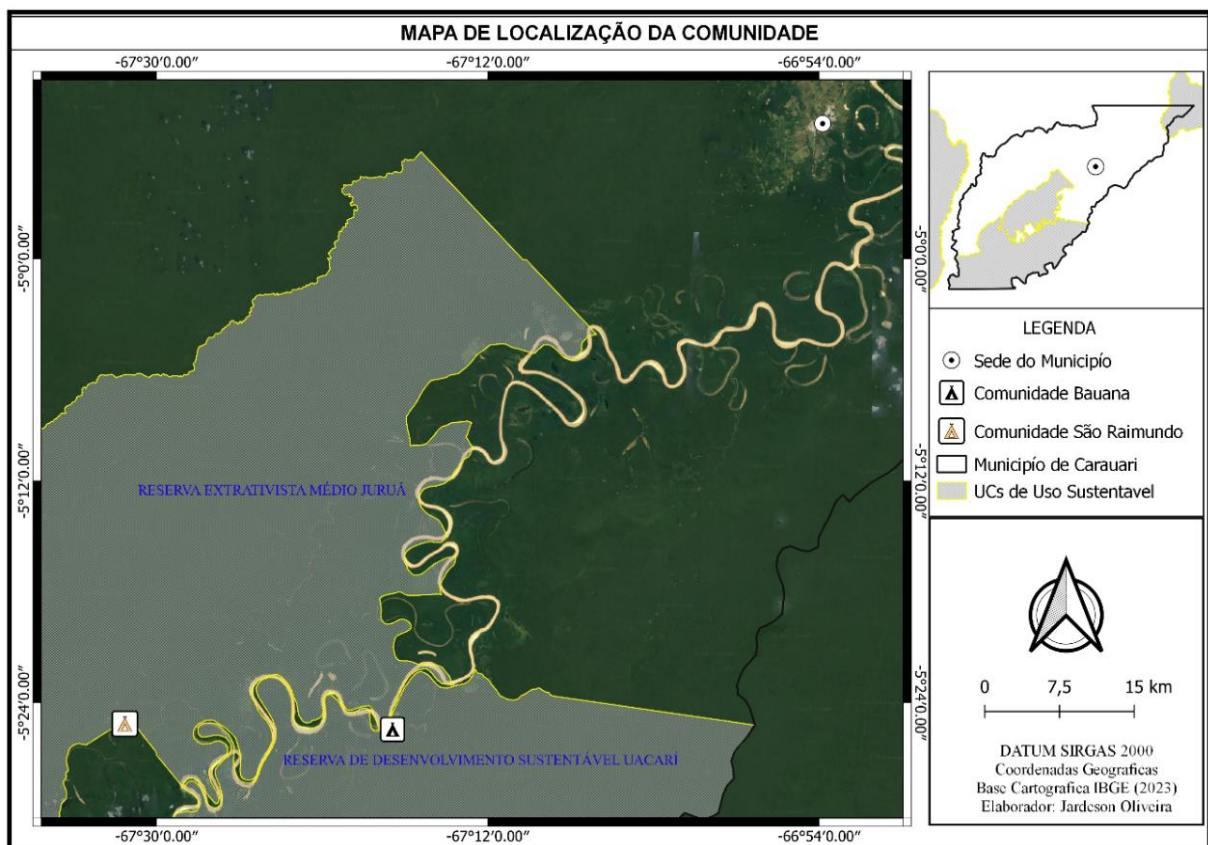 MAPA DE LOCALIZAÇÃO DA COMUNIDADE
-67°30'0.00" -67°12'0.00" -66°54'0.00"
-5°0'0.00" -5°0'0.00"
-5°12'0.00" -5°12'0.00"
-5°24'0.00" -5°24'0.00"
RESERVA EXTRATIVISTA MÉDIO JURUÁ
RESERVA DE DESENVOLVIMENTO SUSTENTÁVEL UACARÍ
-67°30'0.00" -67°12'0.00" -66°54'0.00"
LEGENDA
Sede do Municipío
Comunidade Bauana
Comunidade São Raimundo
Municipío de Carauari
UCs de Uso Sustentavel
0 7,5 15 km
DATUM SIRGAS 2000
Coordenadas Geograficas
Base Cartografica IBGE (2023)
Elaborador: Jardeson Oliveira